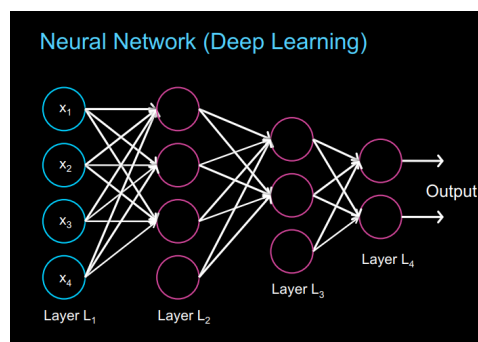 Neural Network (Deep Learning)
x₁
x₂
x₃
x₄
Output
Layer L₁
Layer L₂
Layer L₃
Layer L₄